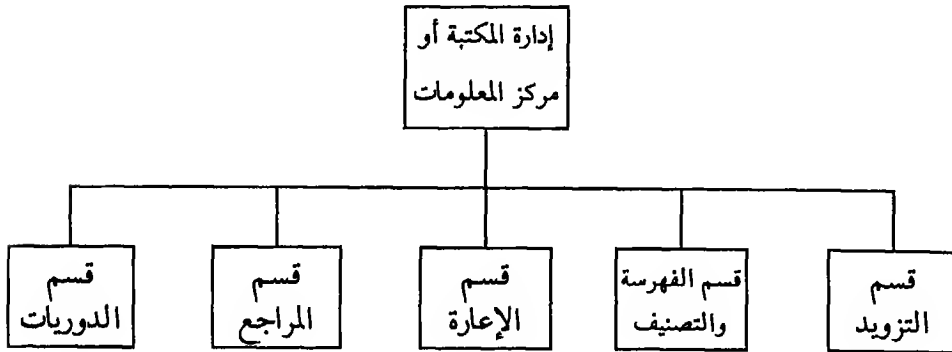 إدارة المكتبة أو
مركز المعلومات
قسم
التزويد
قسم الفهرسة
والتصنيف
قسم
الإعارة
قسم
المراجع
قسم
الدوريات